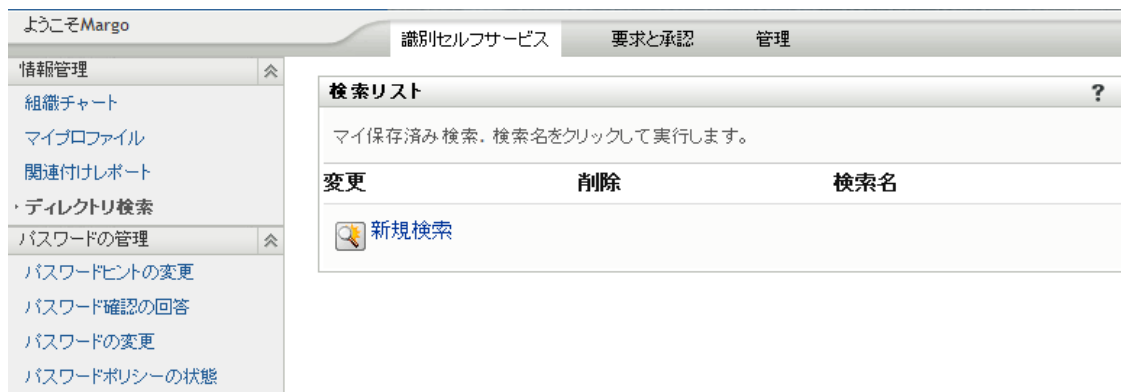 ようこそMargo
識別セルフサービス 要求と承認 管理
情報管理
組織チャート
マイプロファイル
関連付けレポート
・ディレクトリ検索
パスワードの管理
パスワードヒントの変更
パスワード確認の回答
パスワードの変更
パスワードポリシーの状態
検索リスト ?
マイ保存済み検索. 検索名をクリックして実行します。
変更 削除 検索名
新規検索